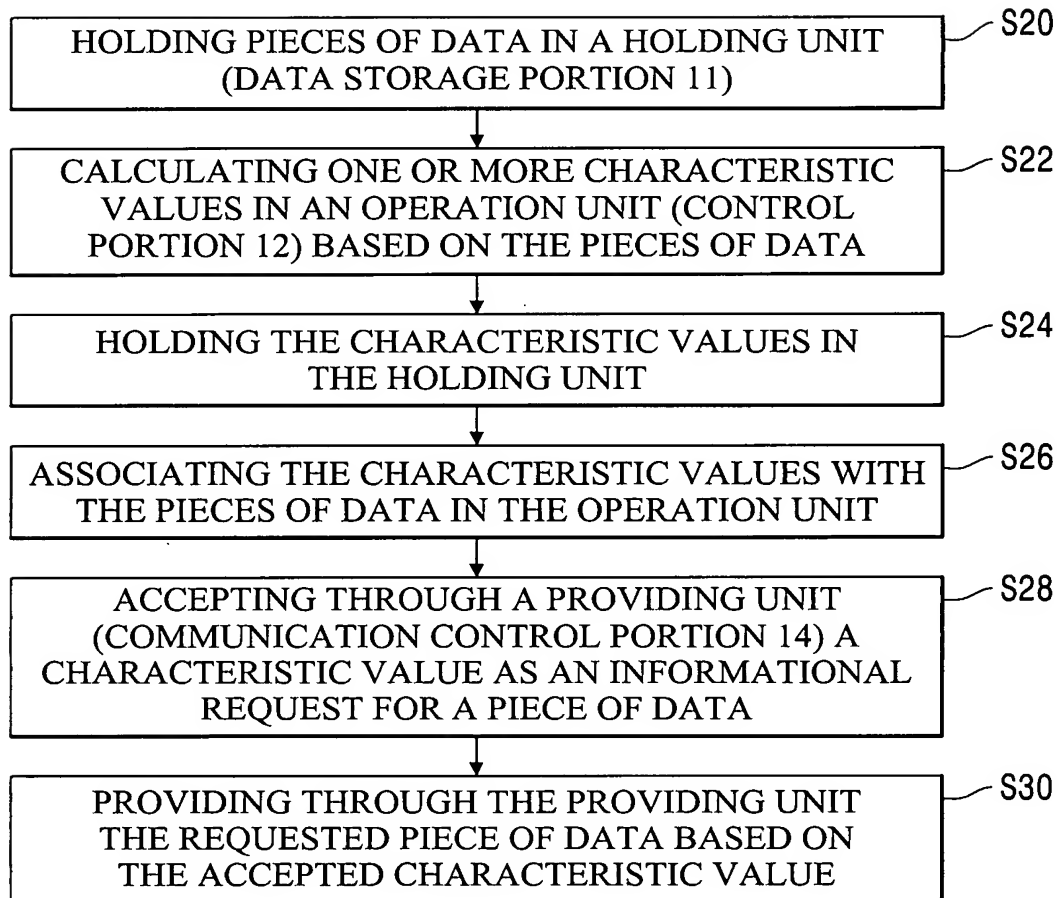 HOLDING PIECES OF DATA IN A HOLDING UNIT
(DATA STORAGE PORTION 11)
S20
CALCULATING ONE OR MORE CHARACTERISTIC
VALUES IN AN OPERATION UNIT (CONTROL
PORTION 12) BASED ON THE PIECES OF DATA
S22
HOLDING THE CHARACTERISTIC VALUES IN
THE HOLDING UNIT
S24
ASSOCIATING THE CHARACTERISTIC VALUES WITH
THE PIECES OF DATA IN THE OPERATION UNIT
S26
ACCEPTING THROUGH A PROVIDING UNIT
(COMMUNICATION CONTROL PORTION 14) A
CHARACTERISTIC VALUE AS AN INFORMATIONAL
REQUEST FOR A PIECE OF DATA
S28
PROVIDING THROUGH THE PROVIDING UNIT
THE REQUESTED PIECE OF DATA BASED ON
THE ACCEPTED CHARACTERISTIC VALUE
S30